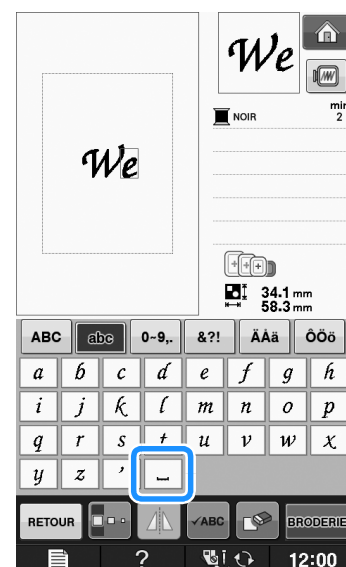 We
min
NOIR 2
We
34.1 mm
58.3 mm
ABC abc 0~9,. &?! ÄÅä ÔÖö
a b c d e f g h
i j k l m n o p
q r s t u v w x
y z ’ ⎵
RETOUR ✓ABC BRODERIE
? 12:00